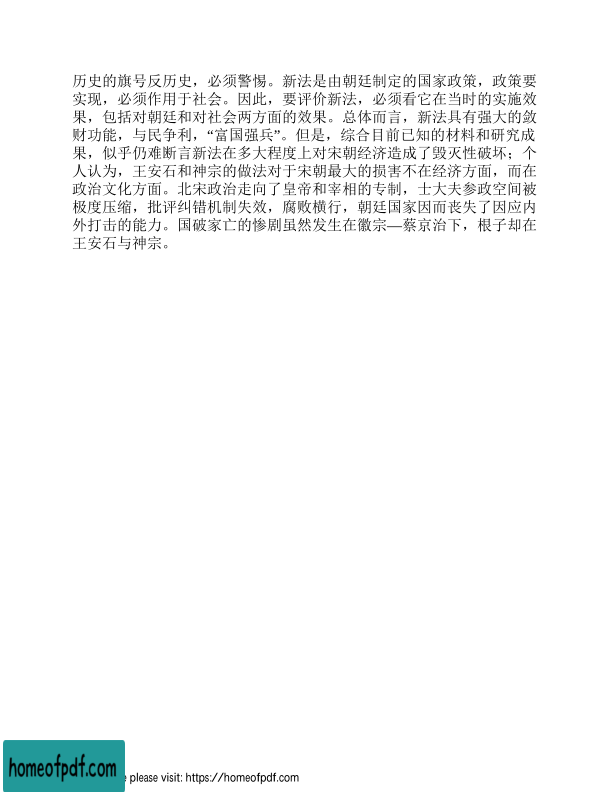 历史的旗号反历史，必须警惕。新法是由朝廷制定的国家政策，政策要
实现，必须作用于社会。因此，要评价新法，必须看它在当时的实施效
果，包括对朝廷和对社会两方面的效果。总体而言，新法具有强大的敛
财功能，与民争利，“富国强兵”。但是，综合目前已知的材料和研究成
果，似乎仍难断言新法在多大程度上对宋朝经济造成了毁灭性破坏；个
人认为，王安石和神宗的做法对于宋朝最大的损害不在经济方面，而在
政治文化方面。北宋政治走向了皇帝和宰相的专制，士大夫参政空间被
极度压缩，批评纠错机制失效，腐败横行，朝廷国家因而丧失了因应内
外打击的能力。国破家亡的惨剧虽然发生在徽宗—蔡京治下，根子却在
王安石与神宗。
homeofpdf.com
please visit: https://homeofpdf.com